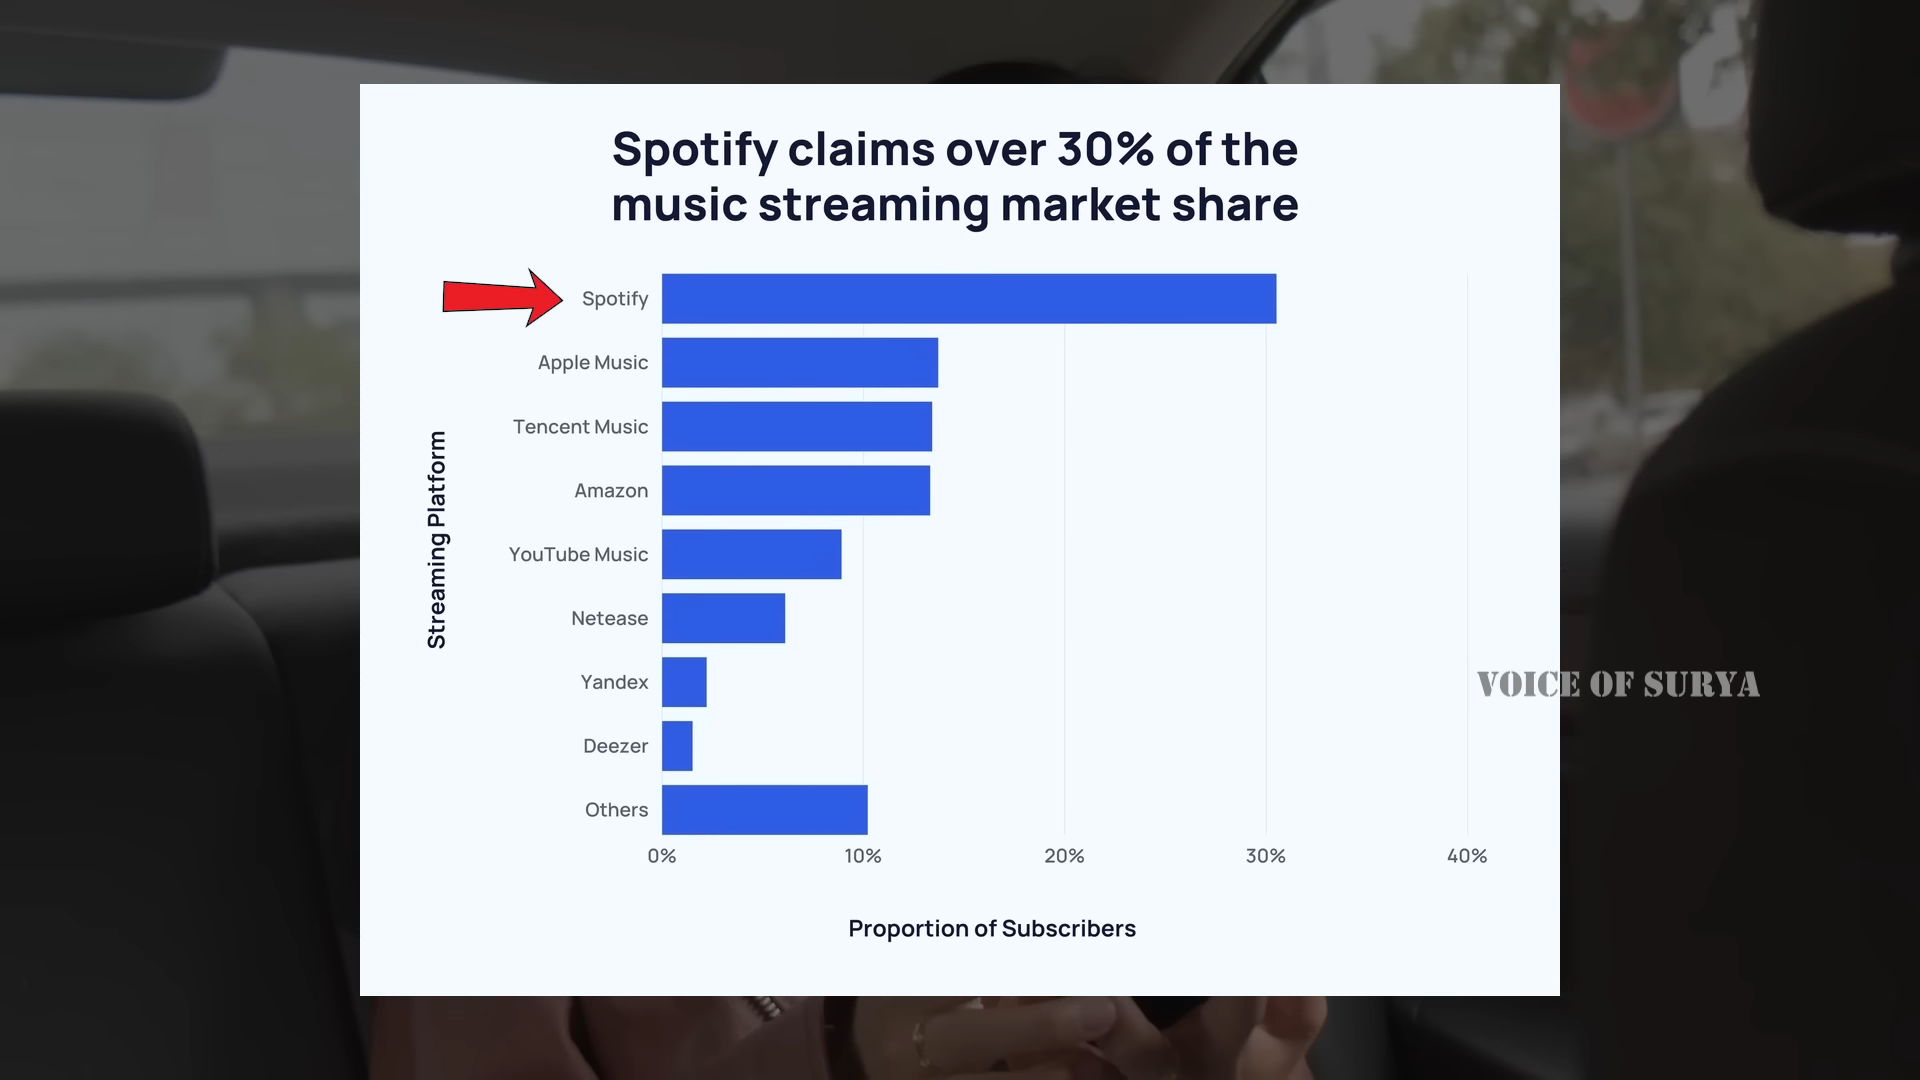 Spotify claims over 30% of the
music streaming market share
Streaming Platform
Spotify
Apple Music
Tencent Music
Amazon
YouTube Music
Netease
Yandex
Deezer
Others
0% 10% 20% 30% 40%
Proportion of Subscribers
VOICE OF SURYA